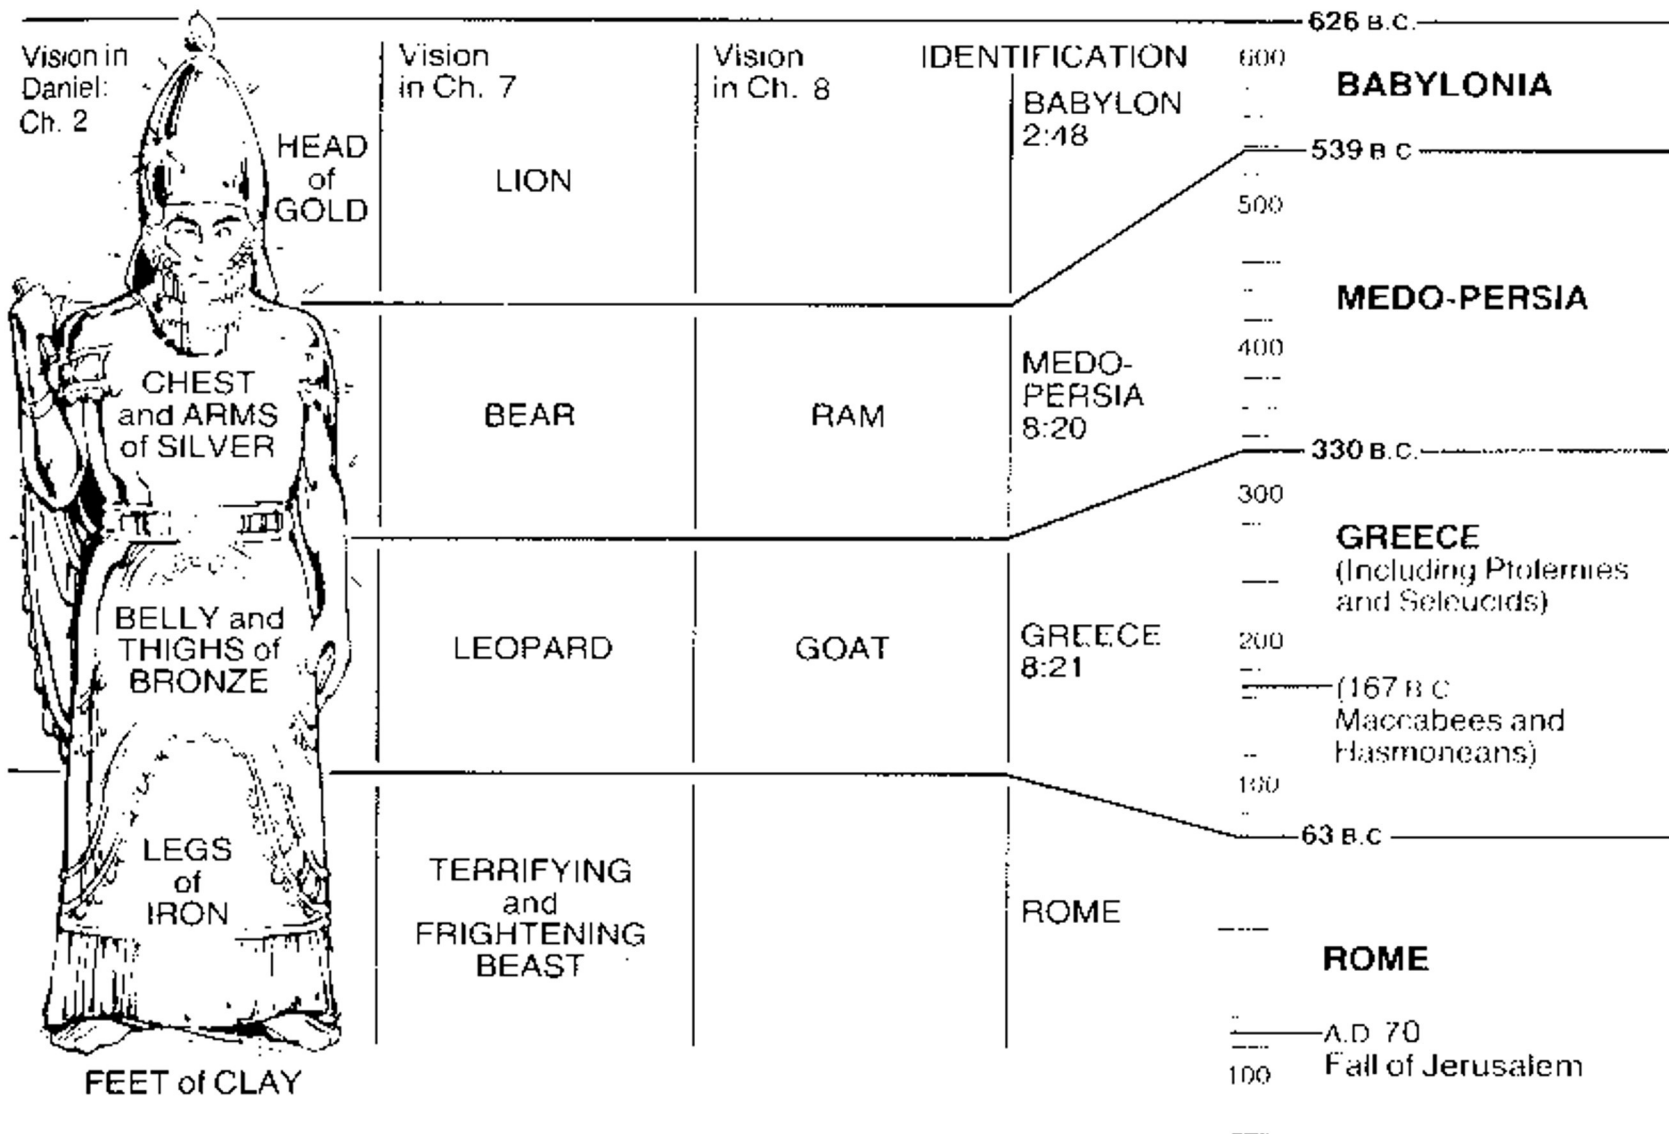 Vision in
Daniel:
Ch. 2
HEAD
of
GOLD
CHEST
and ARMS
of SILVER
BELLY and
THIGHS of
BRONZE
LEGS
of
IRON
FEET of CLAY
Vision
in Ch. 7
LION
BEAR
LEOPARD
TERRIFYING
and
FRIGHTENING
BEAST
Vision
in Ch. 8
RAM
GOAT
IDENTIFICATION
BABYLON
2:48
MEDO-
PERSIA
8:20
GREECE
8:21
ROME
626 B.C.
600
BABYLONIA
539 B C
500
MEDO-PERSIA
400
330 B.C.
300
GREECE
(Including Ptolemies
and Seleucids)
200
(167 B C
Maccabees and
Hasmoneans)
100
63 B.C
ROME
A.D 70
Fall of Jerusalem
100